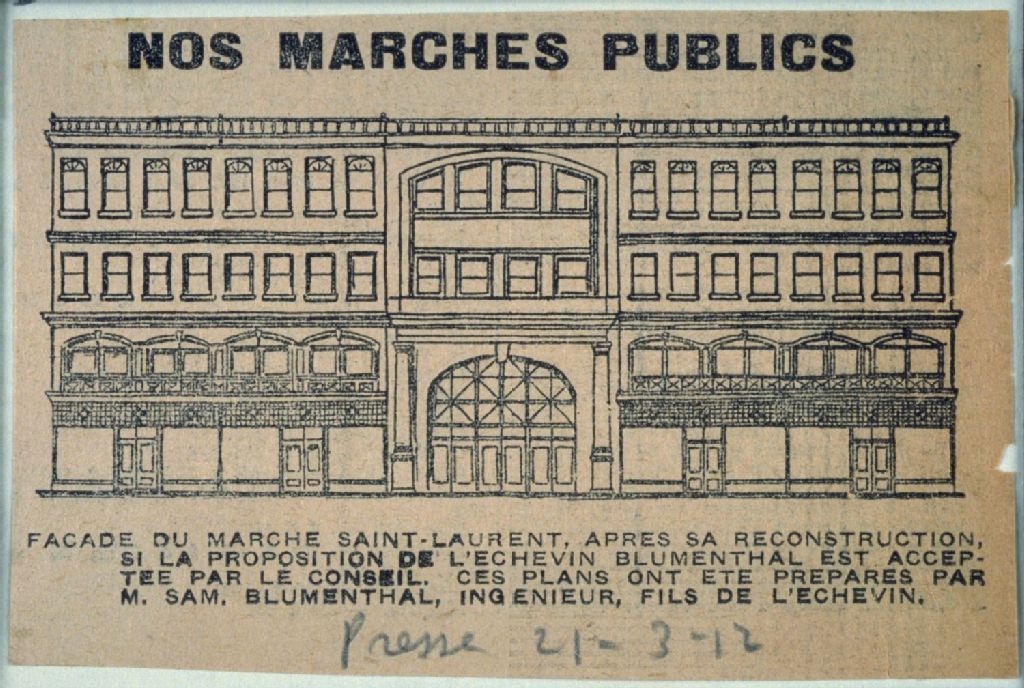 NOS MARCHES PUBLICS
FACADE DU MARCHE SAINT-LAURENT, APRES SA RECONSTRUCTION,
SI LA PROPOSITION DE L'ECHEVIN BLUMENTHAL EST ACCEP-
TEE PAR LE CONSEIL. CES PLANS ONT ETE PREPARES PAR
M. SAM. BLUMENTHAL, INGENIEUR, FILS DE L'ECHEVIN.
Presse 21-3-12